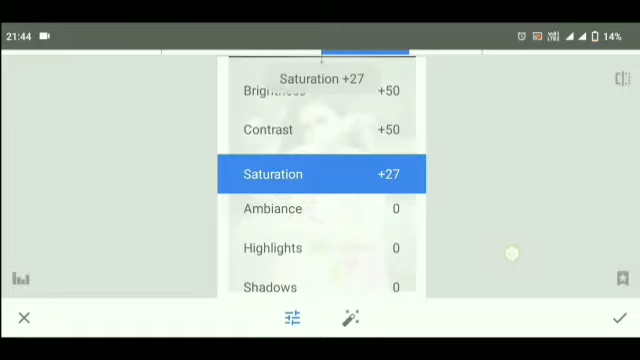 21:44
14%
Saturation +27
Brightness +50
Contrast +50
Saturation +27
Ambiance 0
Highlights 0
Shadows 0